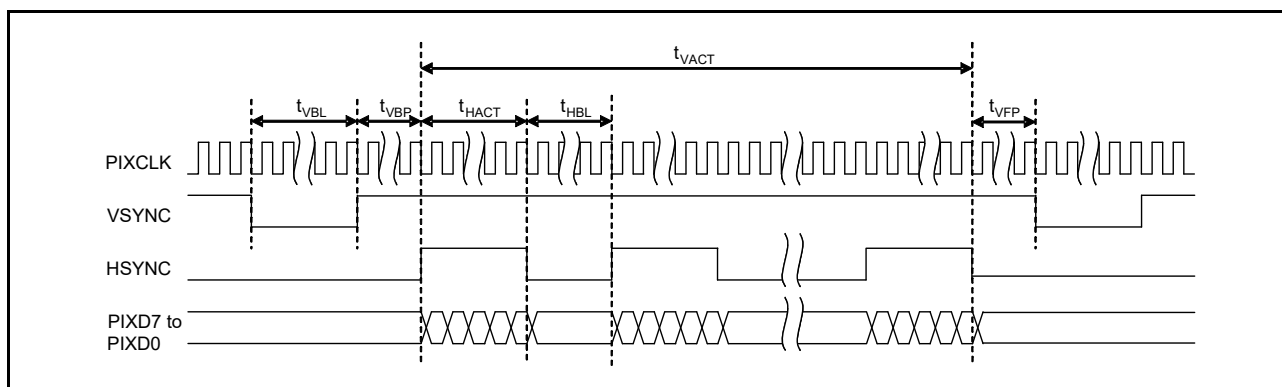 tVACT
tVBL tVBP tHACT tHBL tVFP
PIXCLK
VSYNC
HSYNC
PIXD7 to
PIXD0